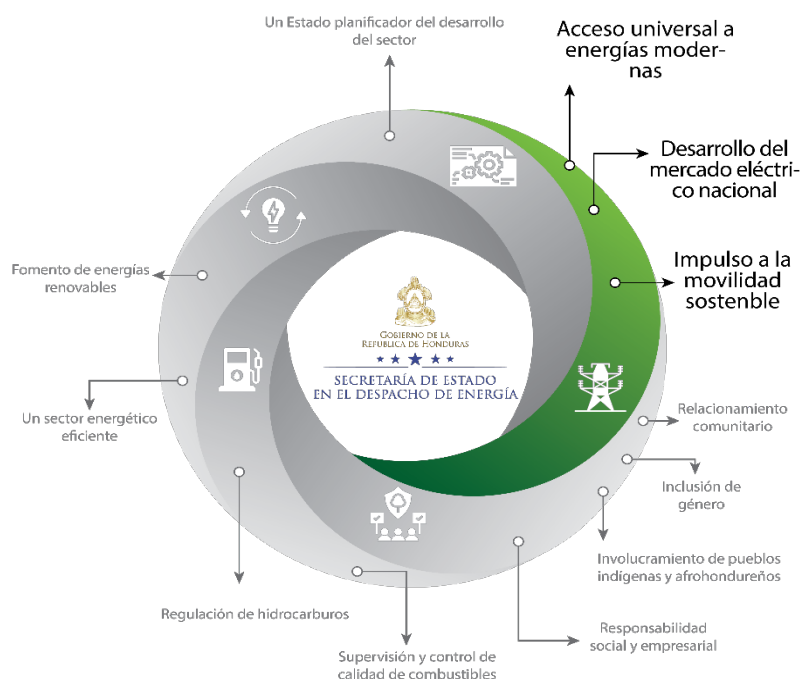 Un Estado planificador del desarrollo
del sector
Acceso universal a
energías moder-
nas
Desarrollo del
mercado eléctri-
co nacional
Impulso a la
movilidad
sostenble
Fomento de energías
renovables
GOBIERNO DE LA
REPÚBLICA DE HONDURAS
SECRETARÍA DE ESTADO
EN EL DESPACHO DE ENERGÍA
Un sector energético
eficiente
Relacionamiento
comunitario
Inclusión de
género
Involucramiento de pueblos
indígenas y afrohondureños
Regulación de hidrocarburos
Responsabilidad
social y empresarial
Supervisión y control de
calidad de combustibles